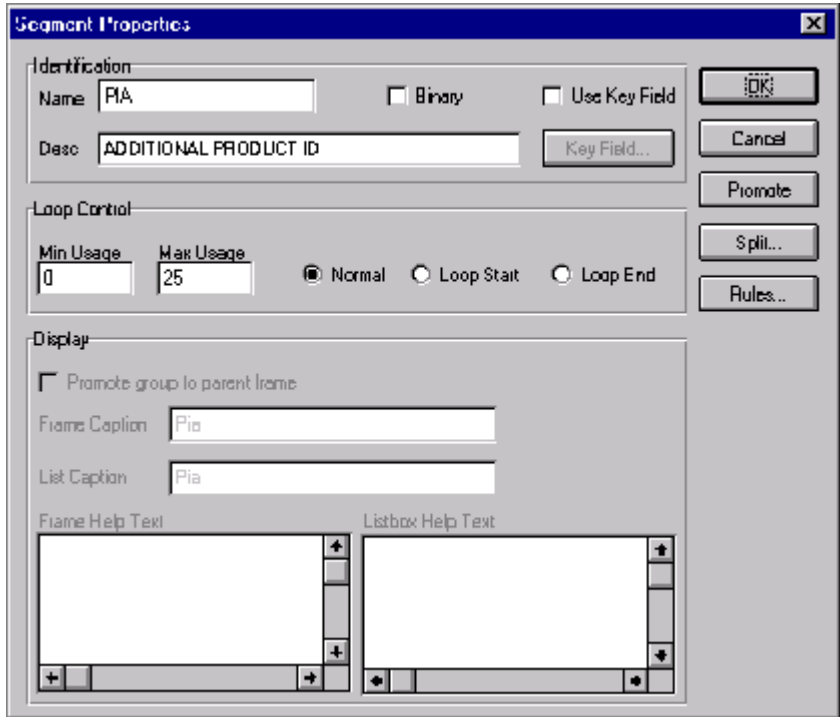 Segment Properties
Identification
Name PIA Binary Use Key Field
Desc ADDITIONAL PRODUCT ID Key Field...
OK
Cancel
Promote
Split...
Rules...
Loop Control
Min Usage Max Usage
0 25 Normal Loop Start Loop End
Display
Promote group to parent frame
Frame Caption Pia
List Caption Pia
Frame Help Text Listbox Help Text